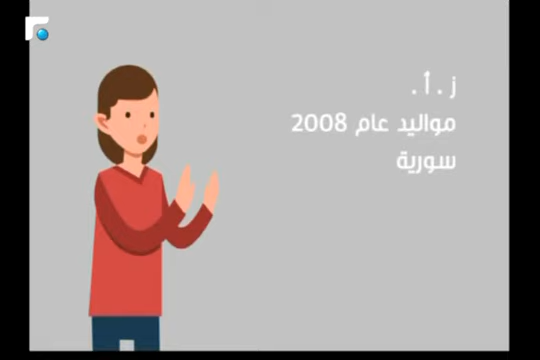 ز . أ .
مواليد عام 2008
سورية